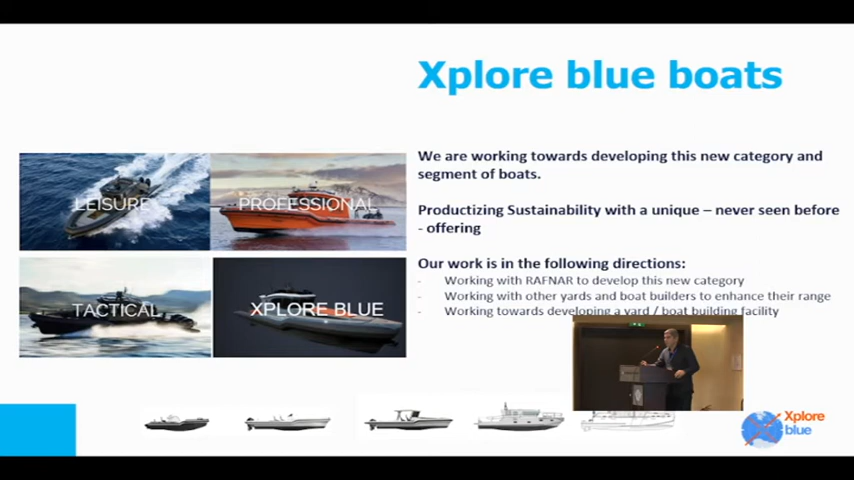 Xplore blue boats
We are working towards developing this new category and
segment of boats.
Productizing Sustainability with a unique – never seen before
- offering
Our work is in the following directions:
- Working with RAFNAR to develop this new category
- Working with other yards and boat builders to enhance their range
- Working towards developing a yard / boat building facility
LEISURE
PROFESSIONAL
TACTICAL
XPLORE BLUE
Xplore
blue